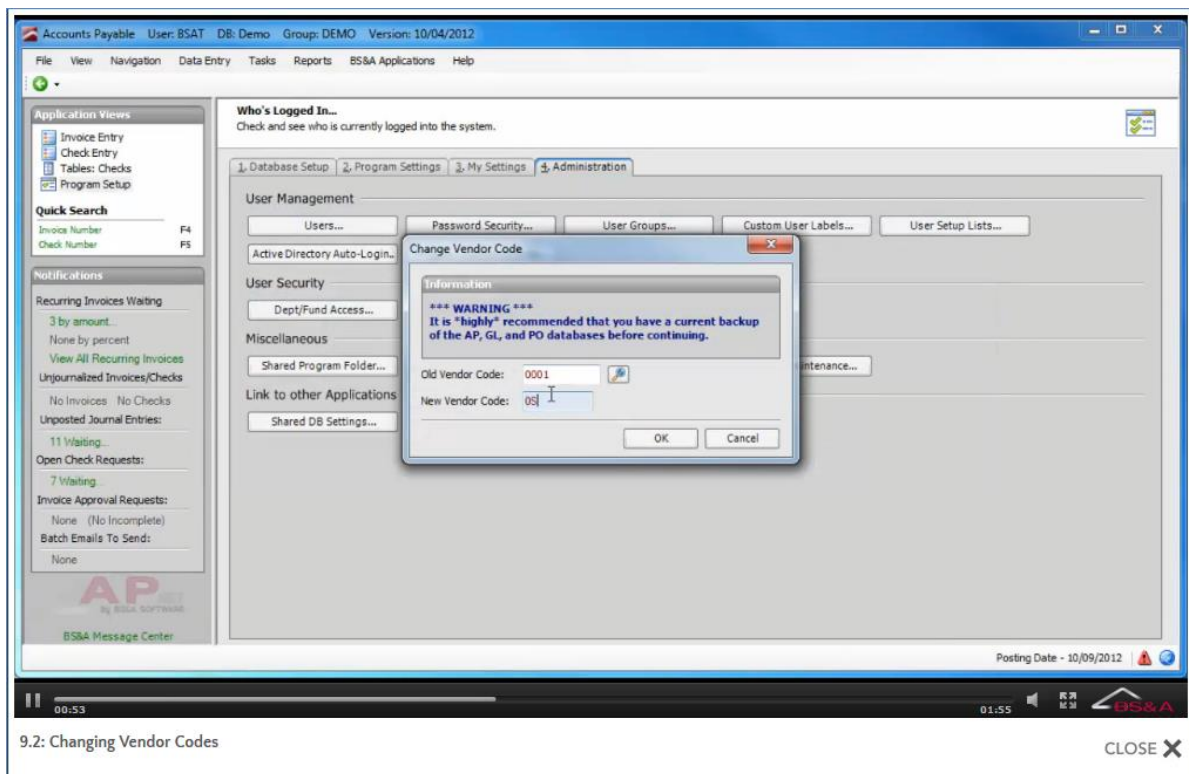 Accounts Payable User: BSAT DB: Demo Group: DEMO Version: 10/04/2012
File View Navigation Data Entry Tasks Reports BS&A Applications Help
Application Views
Invoice Entry
Check Entry
Tables: Checks
Program Setup
Quick Search
Invoice Number F4
Check Number F5
Notifications
Recurring Invoices Waiting
3 by amount...
None by percent
View All Recurring Invoices
Unjournalized Invoices/Checks
No Invoices No Checks
Unposted Journal Entries:
11 Waiting...
Open Check Requests:
7 Waiting...
Invoice Approval Requests:
None (No Incomplete)
Batch Emails To Send:
None
AP.NET
By BS&A SOFTWARE
BS&A Message Center
Who's Logged In...
Check and see who is currently logged into the system.
1. Database Setup 2. Program Settings 3. My Settings 4. Administration
User Management
Users... Password Security... User Groups... Custom User Labels... User Setup Lists...
Active Directory Auto-Login..
User Security
Dept/Fund Access...
Miscellaneous
Shared Program Folder... intenance...
Link to other Applications
Shared DB Settings...
Change Vendor Code
Information
*** WARNING ***
It is *highly* recommended that you have a current backup
of the AP, GL, and PO databases before continuing.
Old Vendor Code: 0001
New Vendor Code: 05
OK Cancel
Posting Date - 10/09/2012
00:53 01:55 BS&A
9.2: Changing Vendor Codes CLOSE X